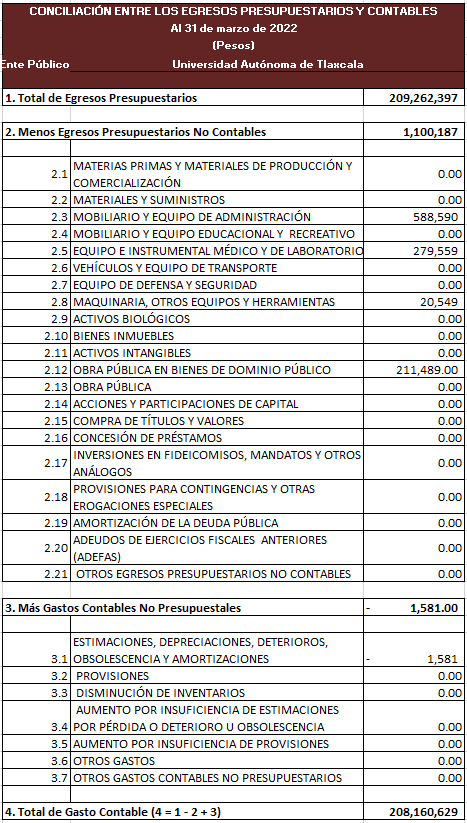 CONCILIACIÓN ENTRE LOS EGRESOS PRESUPUESTARIOS Y CONTABLES
Al 31 de marzo de 2022
(Pesos)
Ente Público Universidad Autónoma de Tlaxcala
1. Total de Egresos Presupuestarios 209,262,397
2. Menos Egresos Presupuestarios No Contables 1,100,187
MATERIAS PRIMAS Y MATERIALES DE PRODUCCIÓN Y
2.1 COMERCIALIZACIÓN 0.00
2.2 MATERIALES Y SUMINISTROS 0.00
2.3 MOBILIARIO Y EQUIPO DE ADMINISTRACIÓN 588,590
2.4 MOBILIARIO Y EQUIPO EDUCACIONAL Y RECREATIVO 0.00
2.5 EQUIPO E INSTRUMENTAL MÉDICO Y DE LABORATORIO 279,559
2.6 VEHÍCULOS Y EQUIPO DE TRANSPORTE 0.00
2.7 EQUIPO DE DEFENSA Y SEGURIDAD 0.00
2.8 MAQUINARIA, OTROS EQUIPOS Y HERRAMIENTAS 20,549
2.9 ACTIVOS BIOLÓGICOS 0.00
2.10 BIENES INMUEBLES 0.00
2.11 ACTIVOS INTANGIBLES 0.00
2.12 OBRA PÚBLICA EN BIENES DE DOMINIO PÚBLICO 211,489.00
2.13 OBRA PÚBLICA 0.00
2.14 ACCIONES Y PARTICIPACIONES DE CAPITAL 0.00
2.15 COMPRA DE TÍTULOS Y VALORES 0.00
2.16 CONCESIÓN DE PRÉSTAMOS 0.00
INVERSIONES EN FIDEICOMISOS, MANDATOS Y OTROS
2.17 ANÁLOGOS 0.00
PROVISIONES PARA CONTINGENCIAS Y OTRAS
2.18 EROGACIONES ESPECIALES 0.00
2.19 AMORTIZACIÓN DE LA DEUDA PÚBLICA 0.00
ADEUDOS DE EJERCICIOS FISCALES ANTERIORES
2.20 (ADEFAS) 0.00
2.21 OTROS EGRESOS PRESUPUESTARIOS NO CONTABLES 0.00
3. Más Gastos Contables No Presupuestales - 1,581.00
ESTIMACIONES, DEPRECIACIONES, DETERIOROS,
3.1 OBSOLESCENCIA Y AMORTIZACIONES - 1,581
3.2 PROVISIONES 0.00
3.3 DISMINUCIÓN DE INVENTARIOS 0.00
AUMENTO POR INSUFICIENCIA DE ESTIMACIONES
3.4 POR PÉRDIDA O DETERIORO U OBSOLESCENCIA 0.00
3.5 AUMENTO POR INSUFICIENCIA DE PROVISIONES 0.00
3.6 OTROS GASTOS 0.00
3.7 OTROS GASTOS CONTABLES NO PRESUPUESTARIOS 0.00
4. Total de Gasto Contable (4 = 1 - 2 + 3) 208,160,629